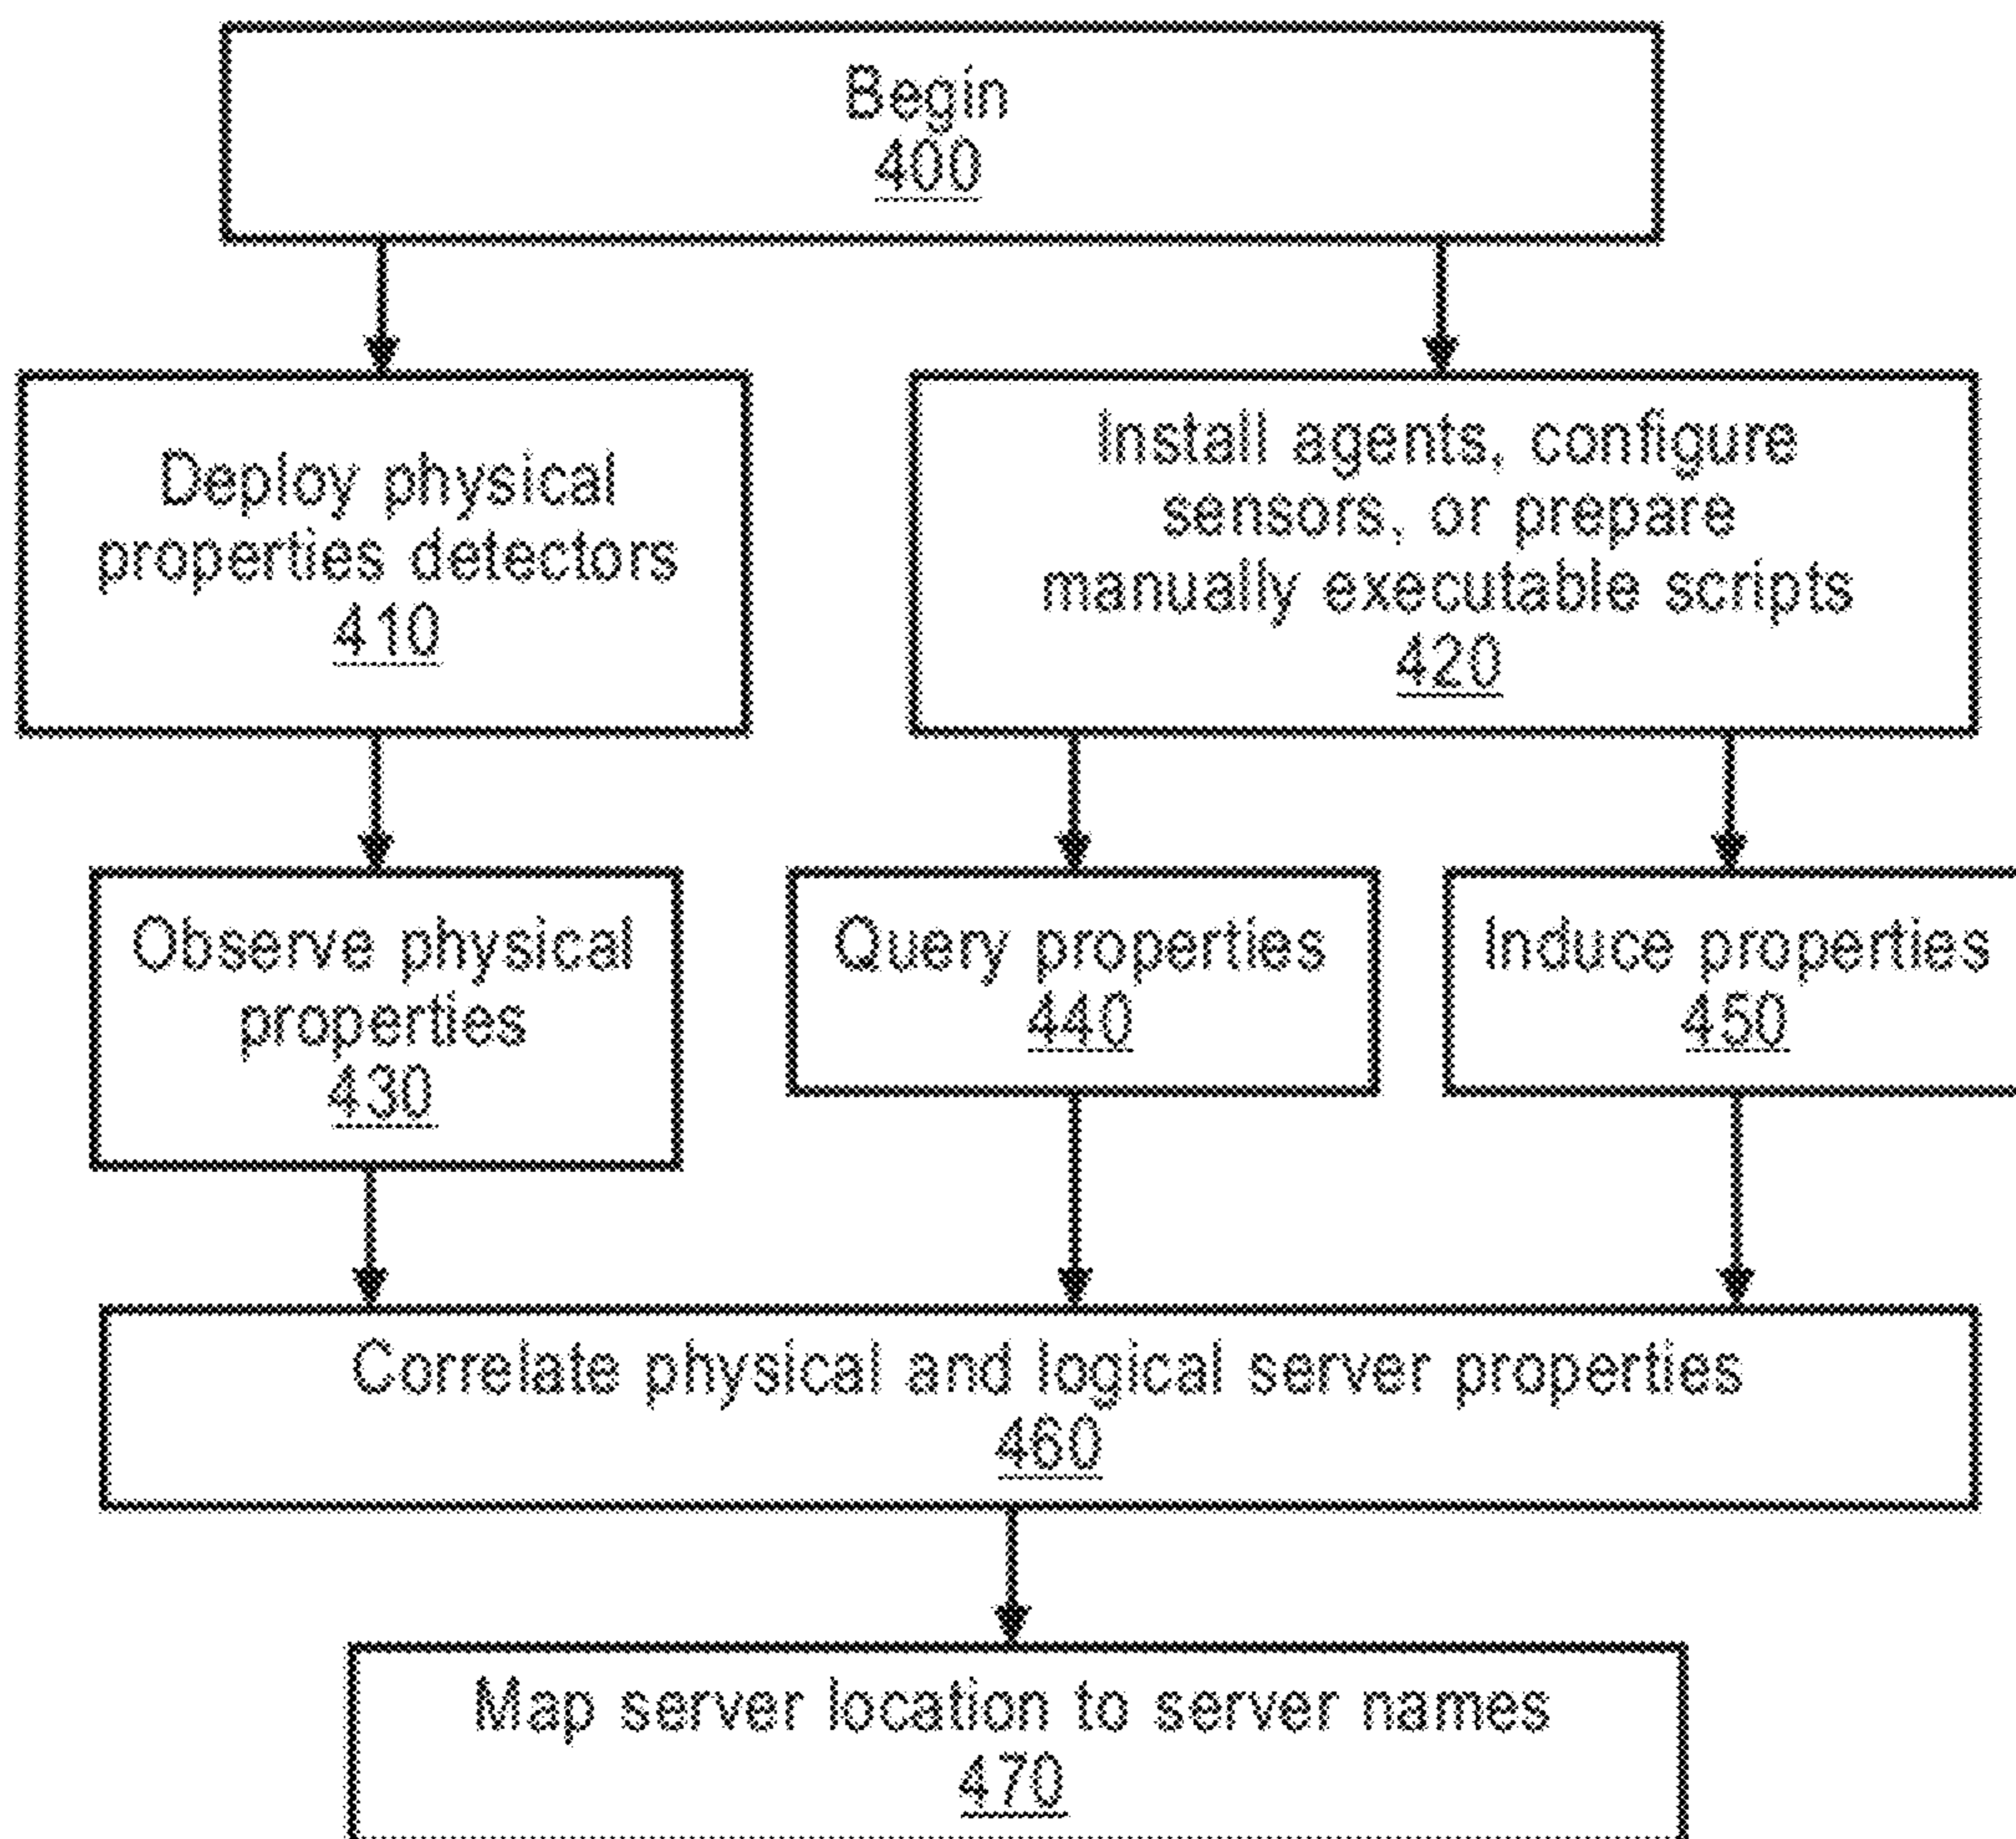 Begin
400
Deploy physical
properties detectors
410
Install agents, configure
sensors, or prepare
manually executable scripts
420
Observe physical
properties
430
Query properties
440
Induce properties
450
Correlate physical and logical server properties
460
Map server location to server names
470